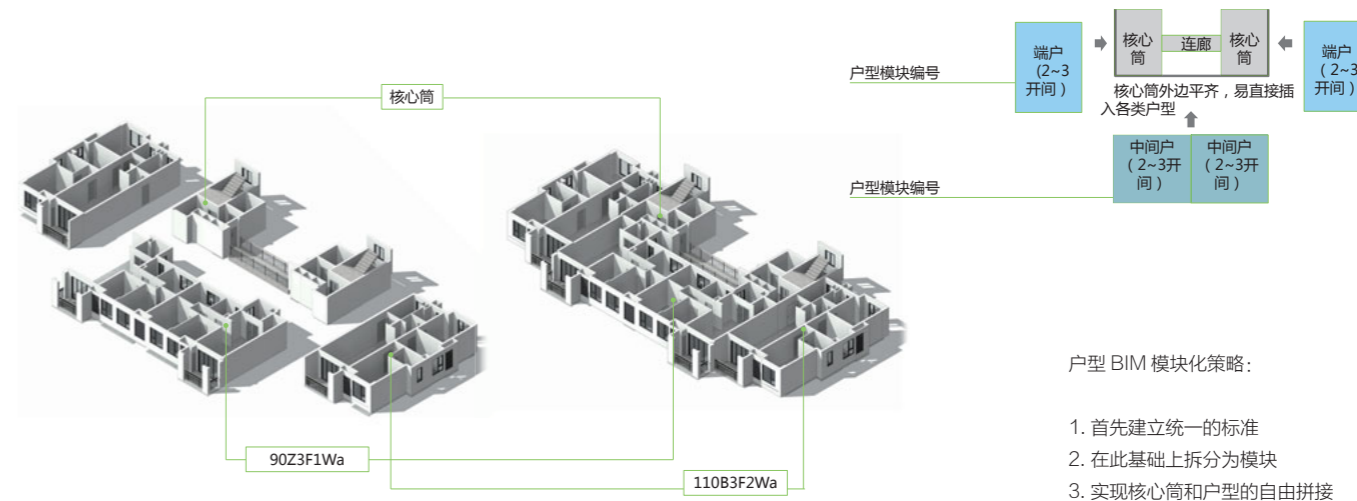 核心筒
90Z3F1Wa
110B3F2Wa
户型模块编号
户型模块编号
端户
(2~3
开间)
核心
筒
连廊
核心
筒
端户
(2~3
开间)
核心筒外边平齐,易直接插
入各类户型
中间户
(2~3开
间)
中间户
(2~3开
间)
户型 BIM 模块化策略:
1. 首先建立统一的标准
2. 在此基础上拆分为模块
3. 实现核心筒和户型的自由拼接